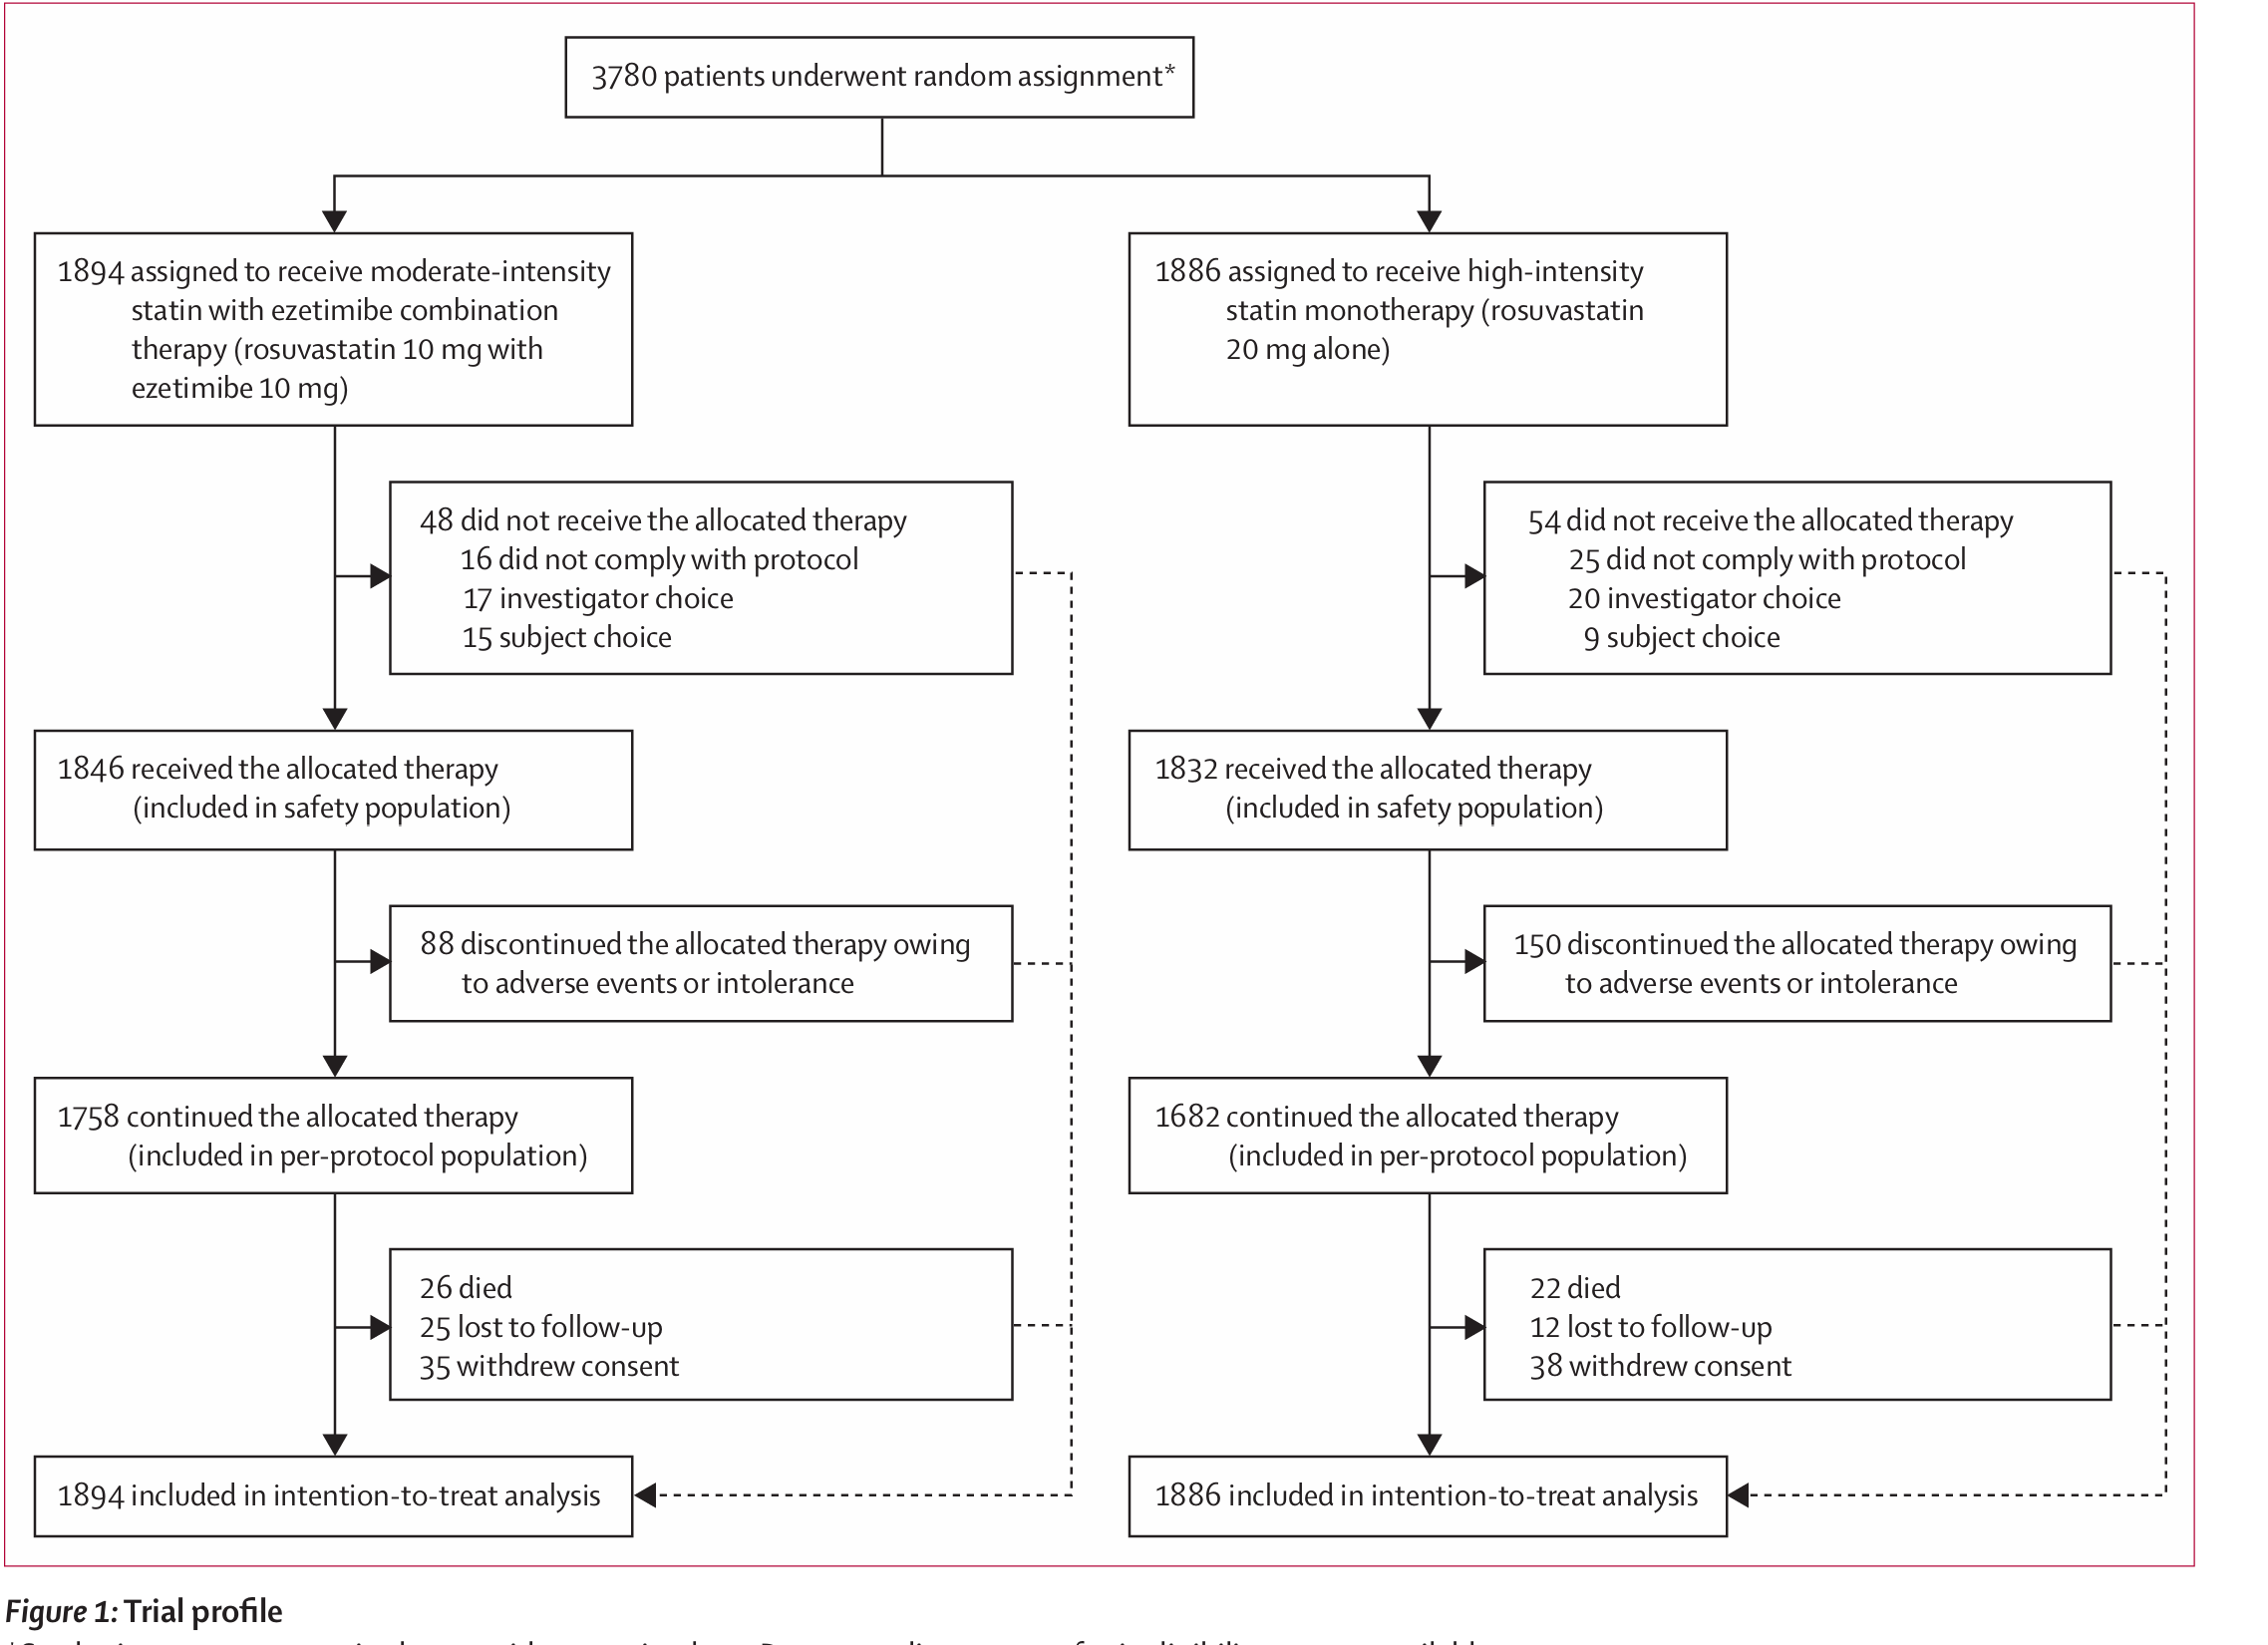 3780 patients underwent random assignment*
1894 assigned to receive moderate-intensity
statin with ezetimibe combination
therapy (rosuvastatin 10 mg with
ezetimibe 10 mg)
1886 assigned to receive high-intensity
statin monotherapy (rosuvastatin
20 mg alone)
48 did not receive the allocated therapy
16 did not comply with protocol
17 investigator choice
15 subject choice
54 did not receive the allocated therapy
25 did not comply with protocol
20 investigator choice
9 subject choice
1846 received the allocated therapy
(included in safety population)
1832 received the allocated therapy
(included in safety population)
88 discontinued the allocated therapy owing
to adverse events or intolerance
150 discontinued the allocated therapy owing
to adverse events or intolerance
1758 continued the allocated therapy
(included in per-protocol population)
1682 continued the allocated therapy
(included in per-protocol population)
26 died
25 lost to follow-up
35 withdrew consent
22 died
12 lost to follow-up
38 withdrew consent
1894 included in intention-to-treat analysis
1886 included in intention-to-treat analysis
Figure 1: Trial profile